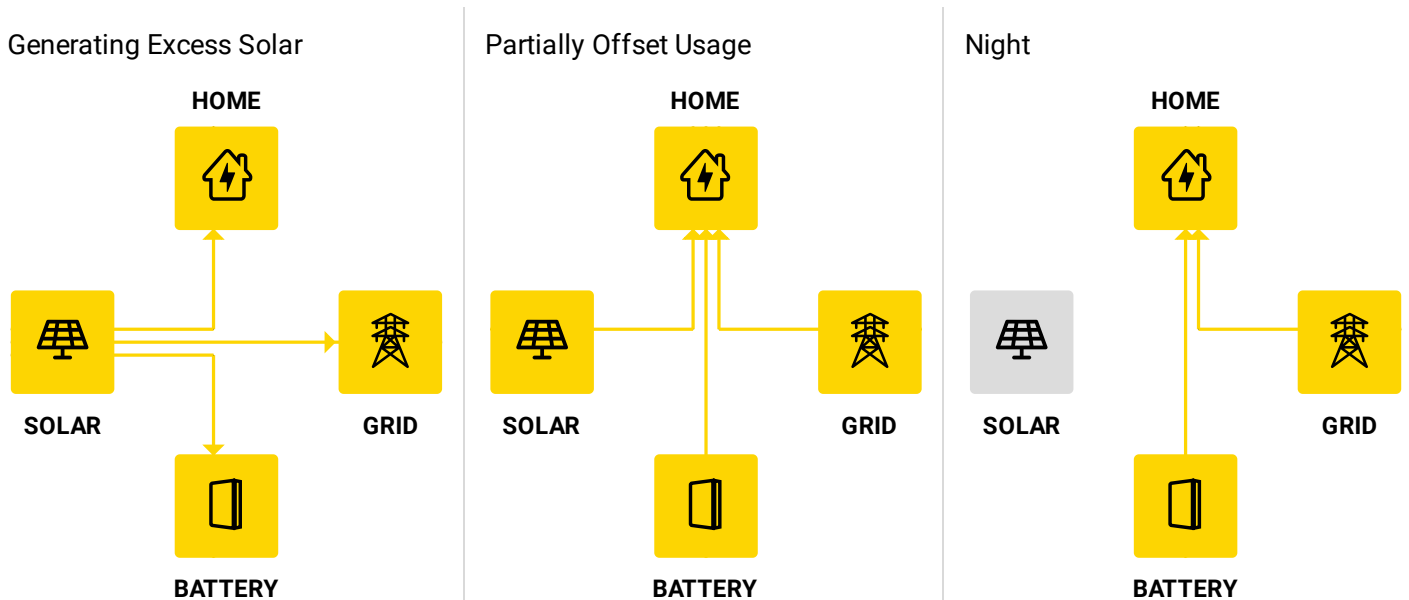 Generating Excess Solar
HOME
SOLAR
GRID
BATTERY
Partially Offset Usage
HOME
SOLAR
GRID
BATTERY
Night
HOME
SOLAR
GRID
BATTERY